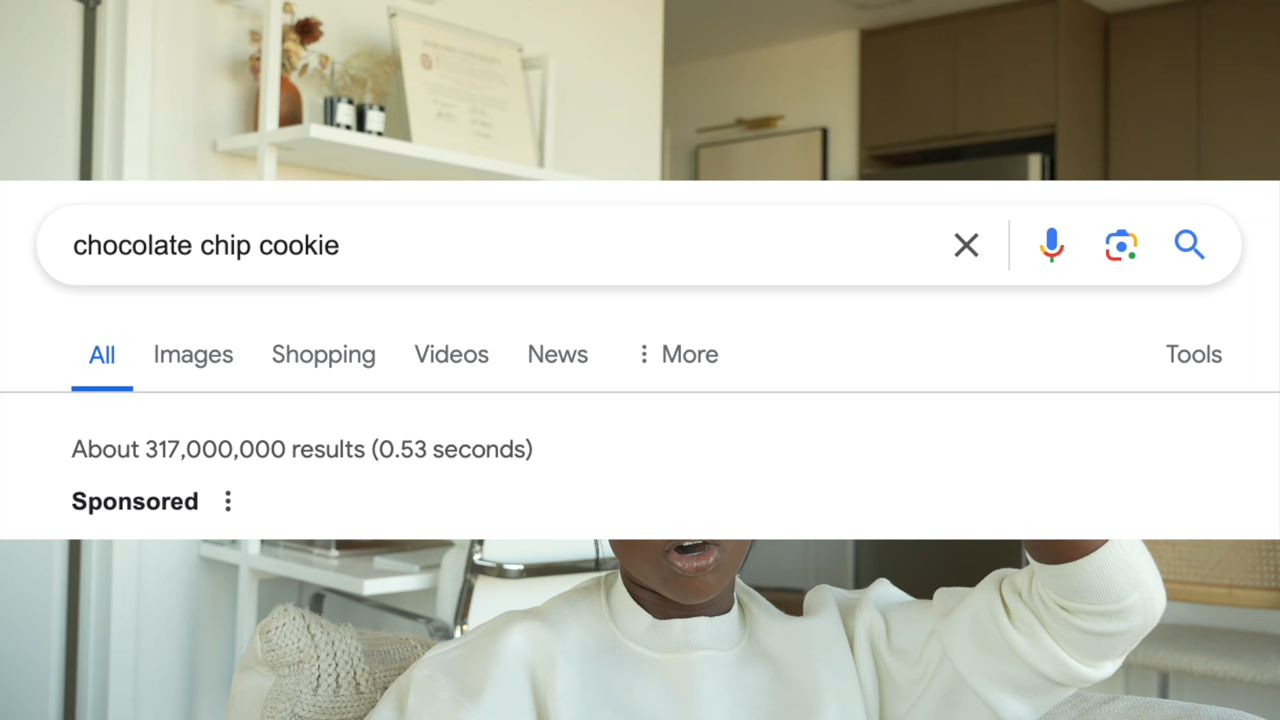 chocolate chip cookie
All Images Shopping Videos News More Tools
About 317,000,000 results (0.53 seconds)
Sponsored